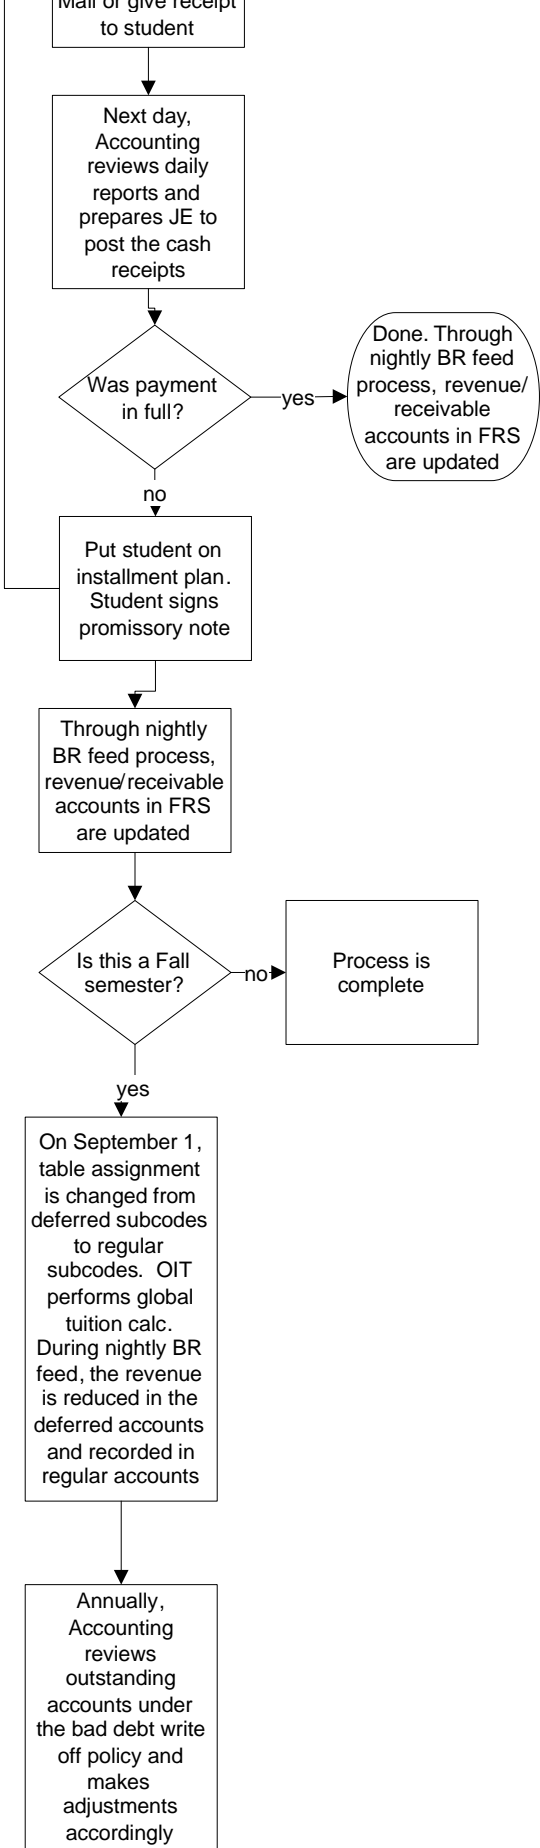 Mail or give receipt
to student
Next day,
Accounting
reviews daily
reports and
prepares JE to
post the cash
receipts
Was payment
in full?
yes
Done. Through
nightly BR feed
process, revenue/
receivable
accounts in FRS
are updated
no
Put student on
installment plan.
Student signs
promissory note
Through nightly
BR feed process,
revenue/receivable
accounts in FRS
are updated
Is this a Fall
semester?
no
Process is
complete
yes
On September 1,
table assignment
is changed from
deferred subcodes
to regular
subcodes.  OIT
performs global
tuition calc.
During nightly BR
feed, the revenue
is reduced in the
deferred accounts
and recorded in
regular accounts
Annually,
Accounting
reviews
outstanding
accounts under
the bad debt write
off policy and
makes
adjustments
accordingly